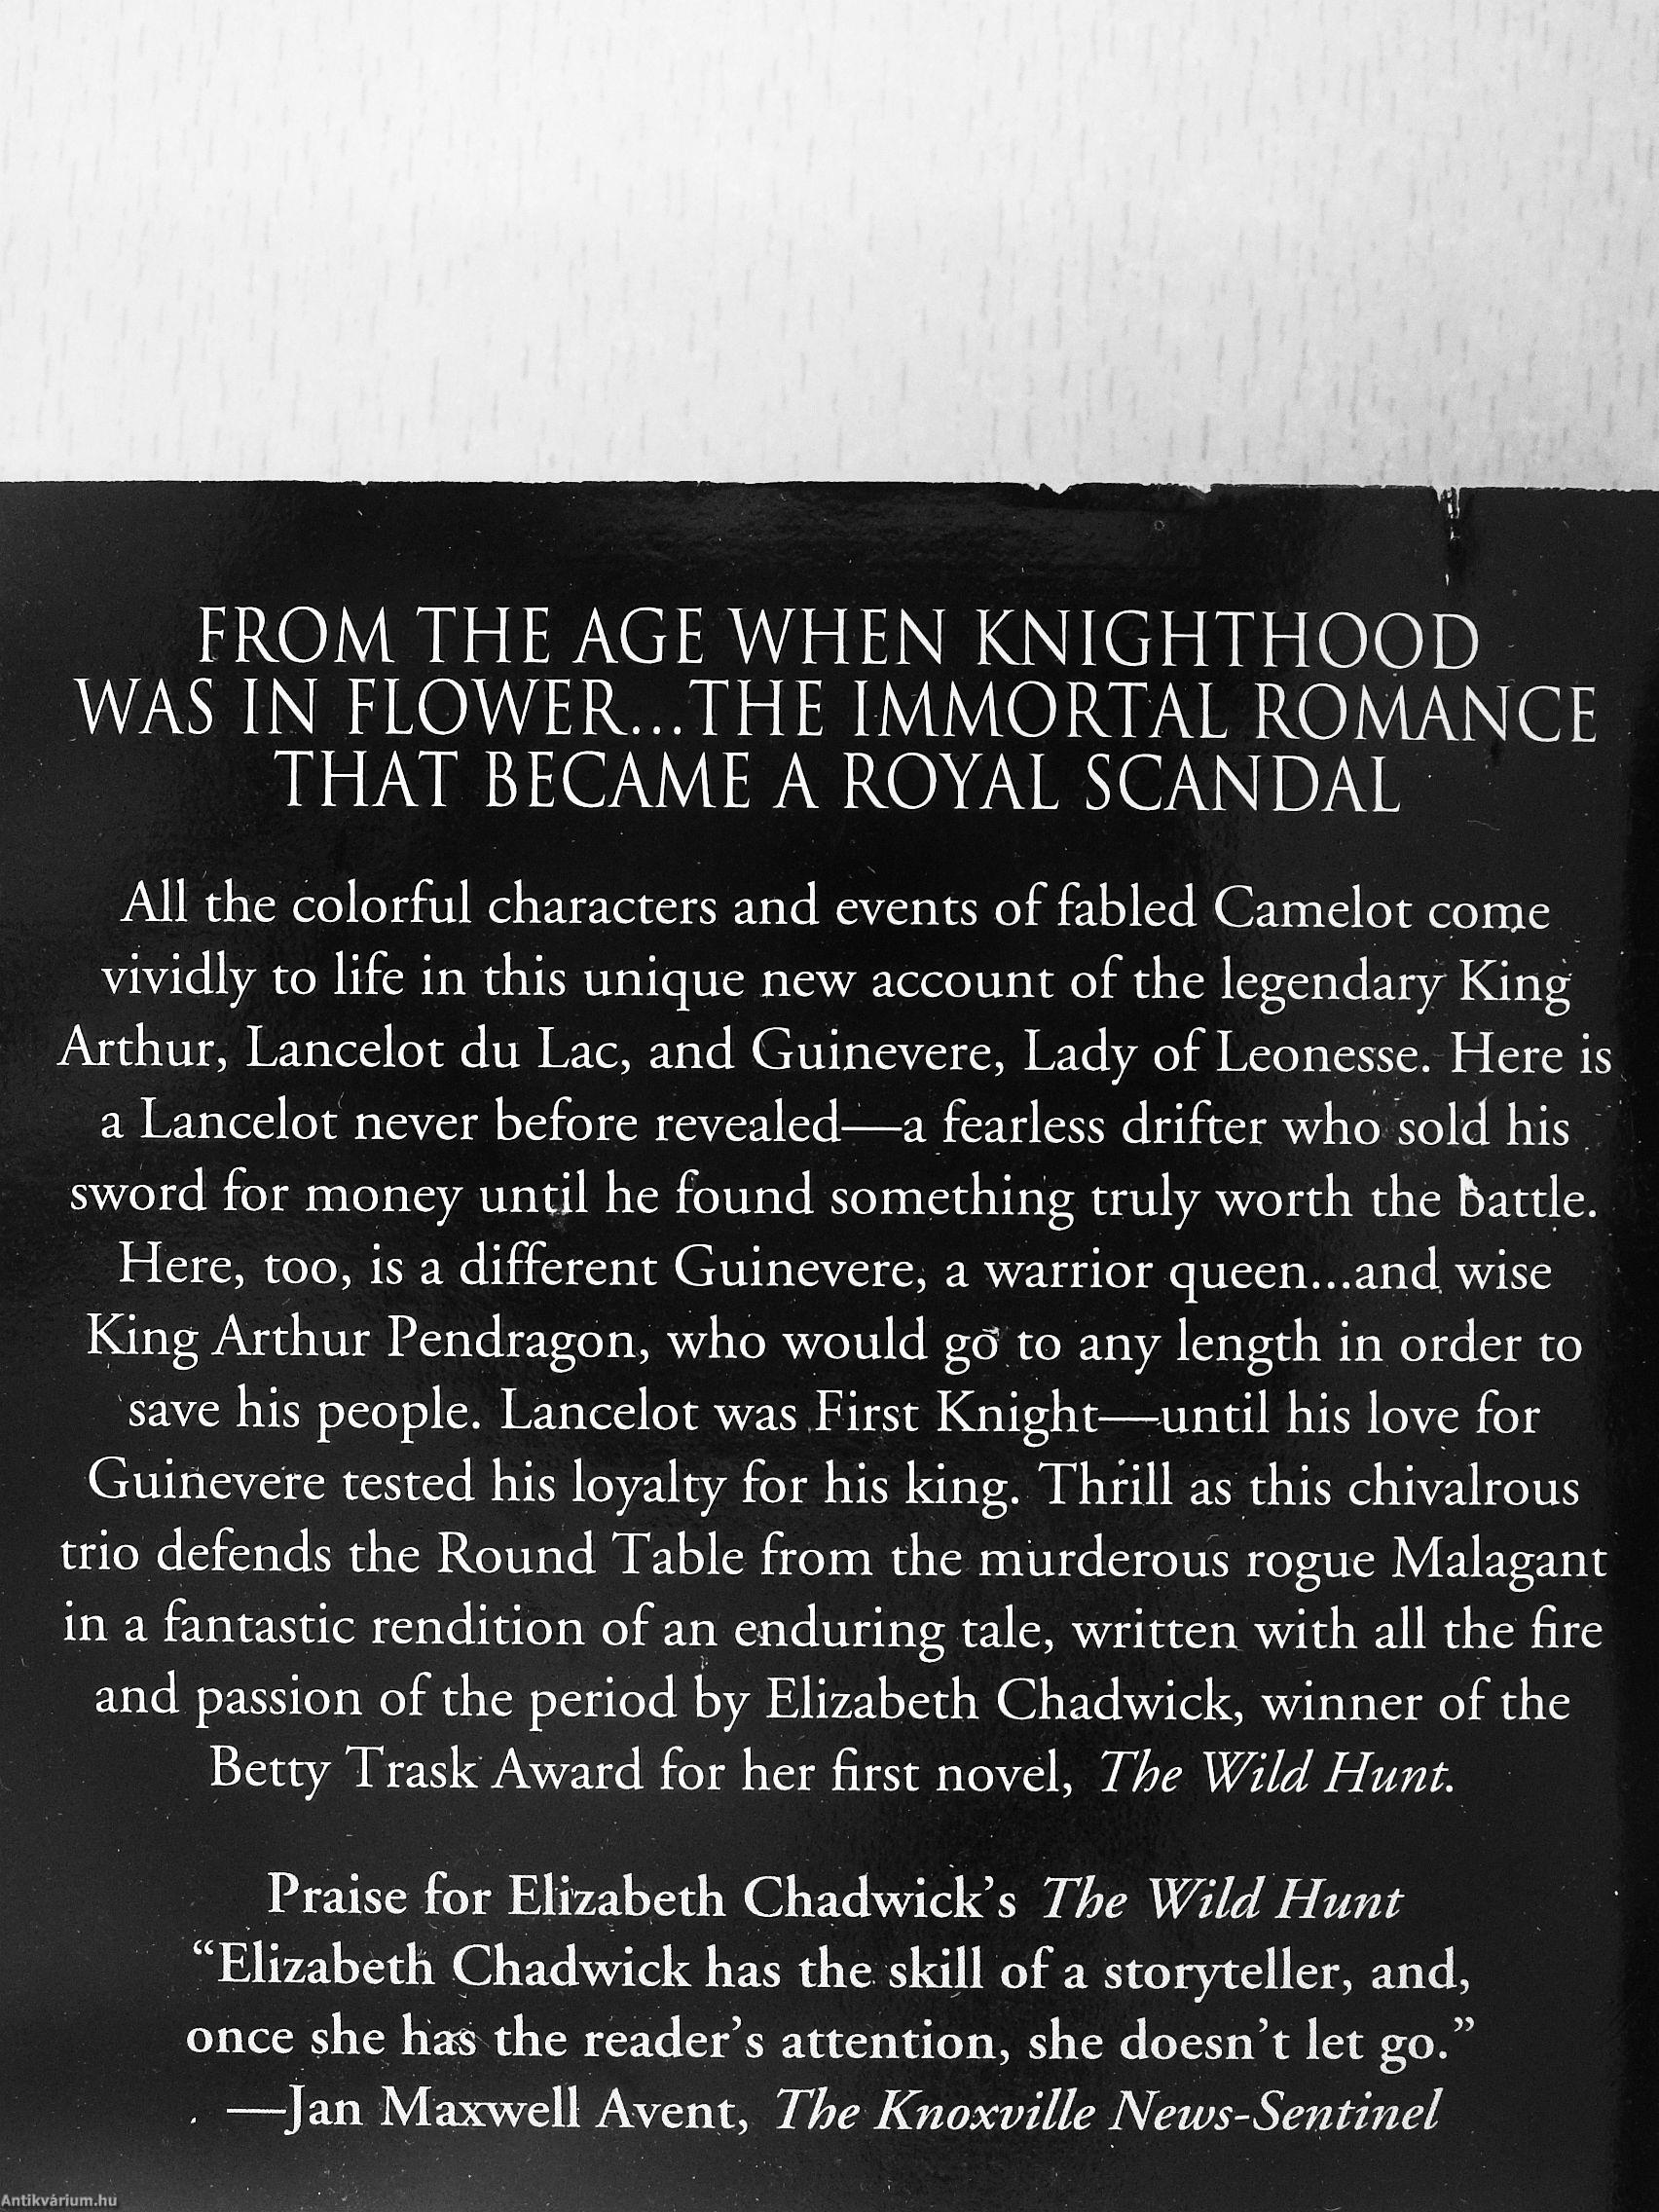 FROM THE AGE WHEN KNIGHTHOOD
WAS IN FLOWER...THE IMMORTAL ROMANCE
THAT BECAME A ROYAL SCANDAL
All the colorful characters and events of fabled Camelot come
vividly to life in this unique new account of the legendary King
Arthur, Lancelot du Lac, and Guinevere, Lady of Leonesse. Here is
a Lancelot never before revealed—a fearless drifter who sold his
sword for money until he found something truly worth the battle.
Here, too, is a different Guinevere, a warrior queen...and wise
King Arthur Pendragon, who would go to any length in order to
save his people. Lancelot was First Knight—until his love for
Guinevere tested his loyalty for his king. Thrill as this chivalrous
trio defends the Round Table from the murderous rogue Malagant
in a fantastic rendition of an enduring tale, written with all the fire
and passion of the period by Elizabeth Chadwick, winner of the
Betty Trask Award for her first novel, The Wild Hunt.
Praise for Elizabeth Chadwick's The Wild Hunt
“Elizabeth Chadwick has the skill of a storyteller, and,
once she has the reader's attention, she doesn't let go.”
—Jan Maxwell Avent, The Knoxville News-Sentinel
Antikvárium.hu